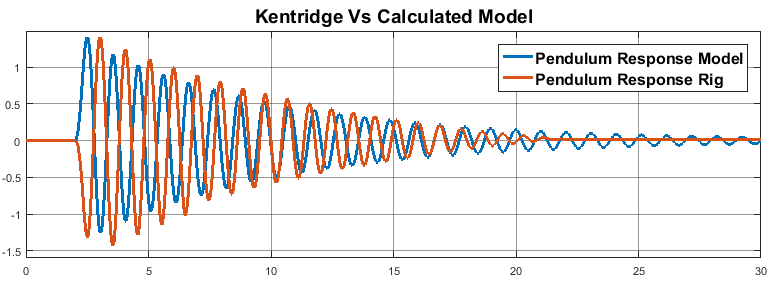 Kentridge Vs Calculated Model
Pendulum Response Model
Pendulum Response Rig
1
0.5
0
-0.5
-1
-1.5
0 5 10 15 20 25 30